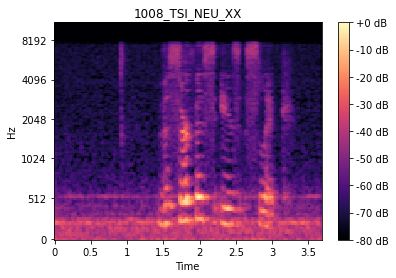 1008_TSI_NEU_XX
+0 dB
8192
-10 dB
4096
-20 dB
-30 dB
2048
-40 dB
Hz
1024
-50 dB
-60 dB
512
-70 dB
0
-80 dB
0 0.5 1 1.5 2 2.5 3 3.5
Time